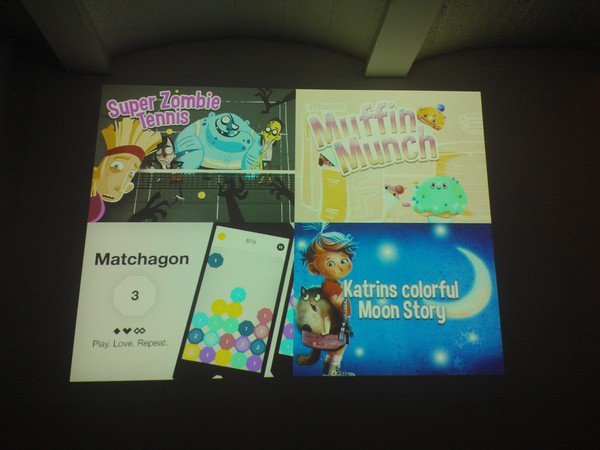 Super Zombie
Tennis
Muffin
Munch
Matchagon
3
Play. Love. Repeat.
Katrins colorful
Moon Story